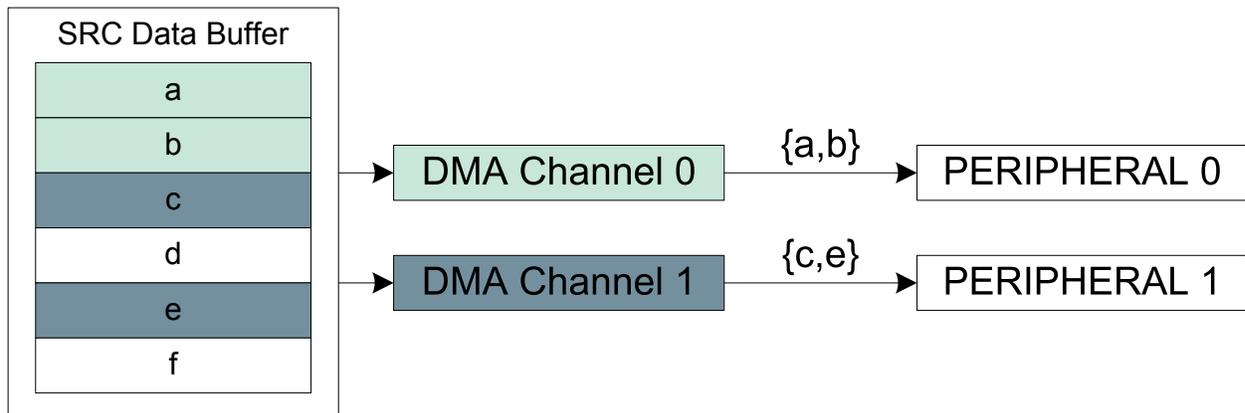 SRC Data Buffer
a
b
c
d
e
f
DMA Channel 0
{a,b}
PERIPHERAL 0
DMA Channel 1
{c,e}
PERIPHERAL 1